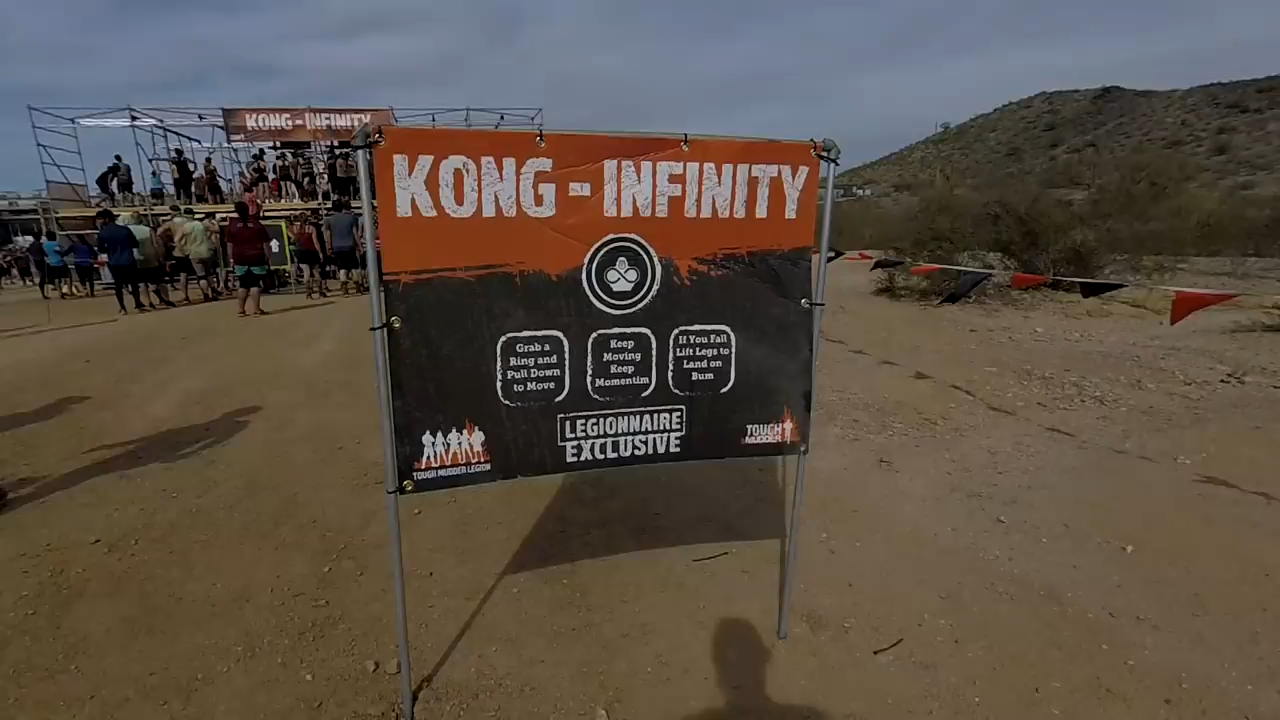 KONG - INFINITY
KONG - INFINITY
Grab a
Ring and
Pull Down
to Move
Keep
Moving
Keep
Momentim
If You Fall
Lift Legs to
Land on
Bum
LEGIONNAIRE
EXCLUSIVE
TOUGH MUDDER LEGION
TOUGH
MUDDER